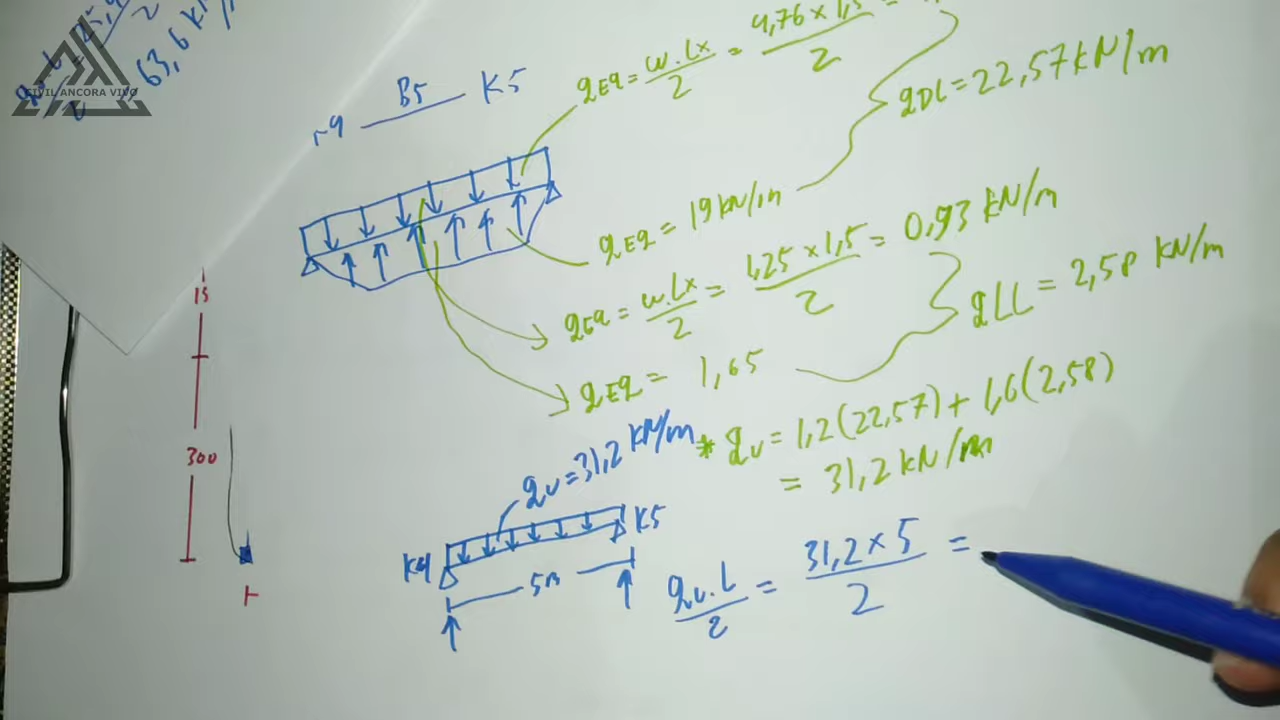 63,6 kN
CIVIL ANCORA VIVO
B5
K5
qEq = w.Lx/2 = 4,76 x 1,5/2 =
qDL = 22,57 kN/m
qEq = 19 kN/m
qEq = w.Lx/2 = 1,25 x 1,5/2 = 0,93 kN/m
qLL = 2,58 kN/m
qEq = 1,65
* qu = 1,2(22,57) + 1,6(2,58)
= 31,2 kN/m
qu = 31,2 kN/m
K4
K5
5m
qu.L/2 = 31,2 x 5/2 =
15
300